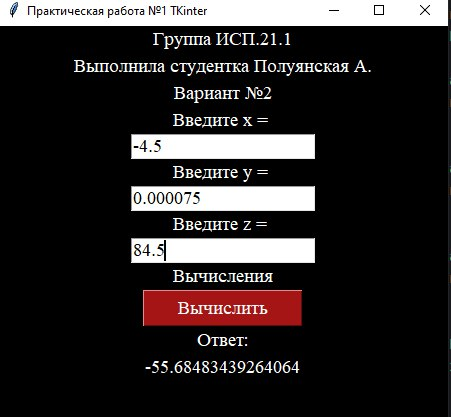 Практическая работа №1 TKinter
Группа ИСП.21.1
Выполнила студентка Полуянская А.
Вариант №2
Введите x =
-4.5
Введите y =
0.000075
Введите z =
84.5
Вычисления
Вычислить
Ответ:
-55.68483439264064